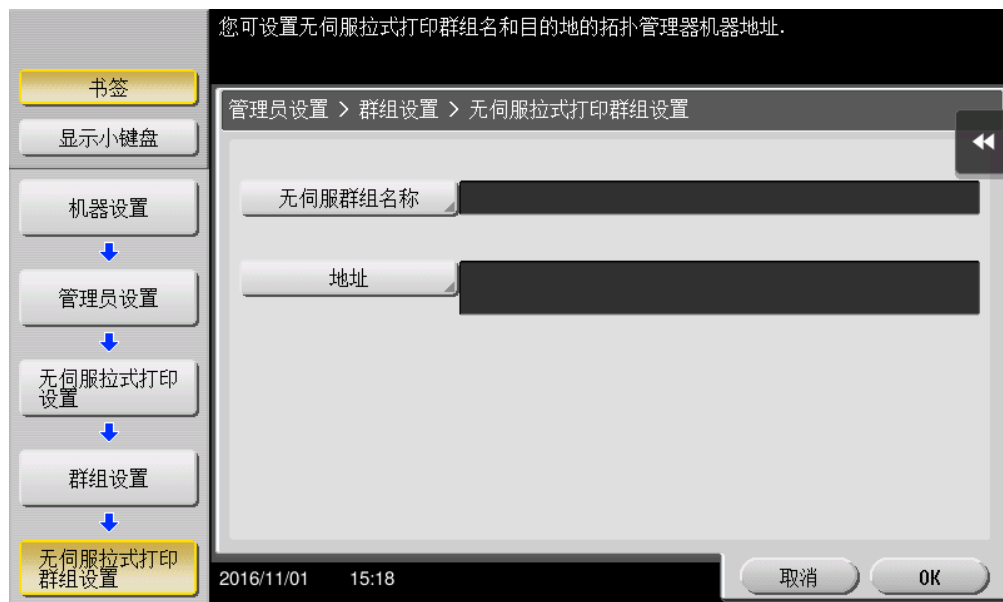 您可设置无伺服拉式打印群组名和目的地的拓扑管理器机器地址.
书签
显示小键盘
机器设置
管理员设置
无伺服拉式打印
设置
群组设置
无伺服拉式打印
群组设置
管理员设置 > 群组设置 > 无伺服拉式打印群组设置
无伺服群组名称
地址
2016/11/01 15:18
取消
OK